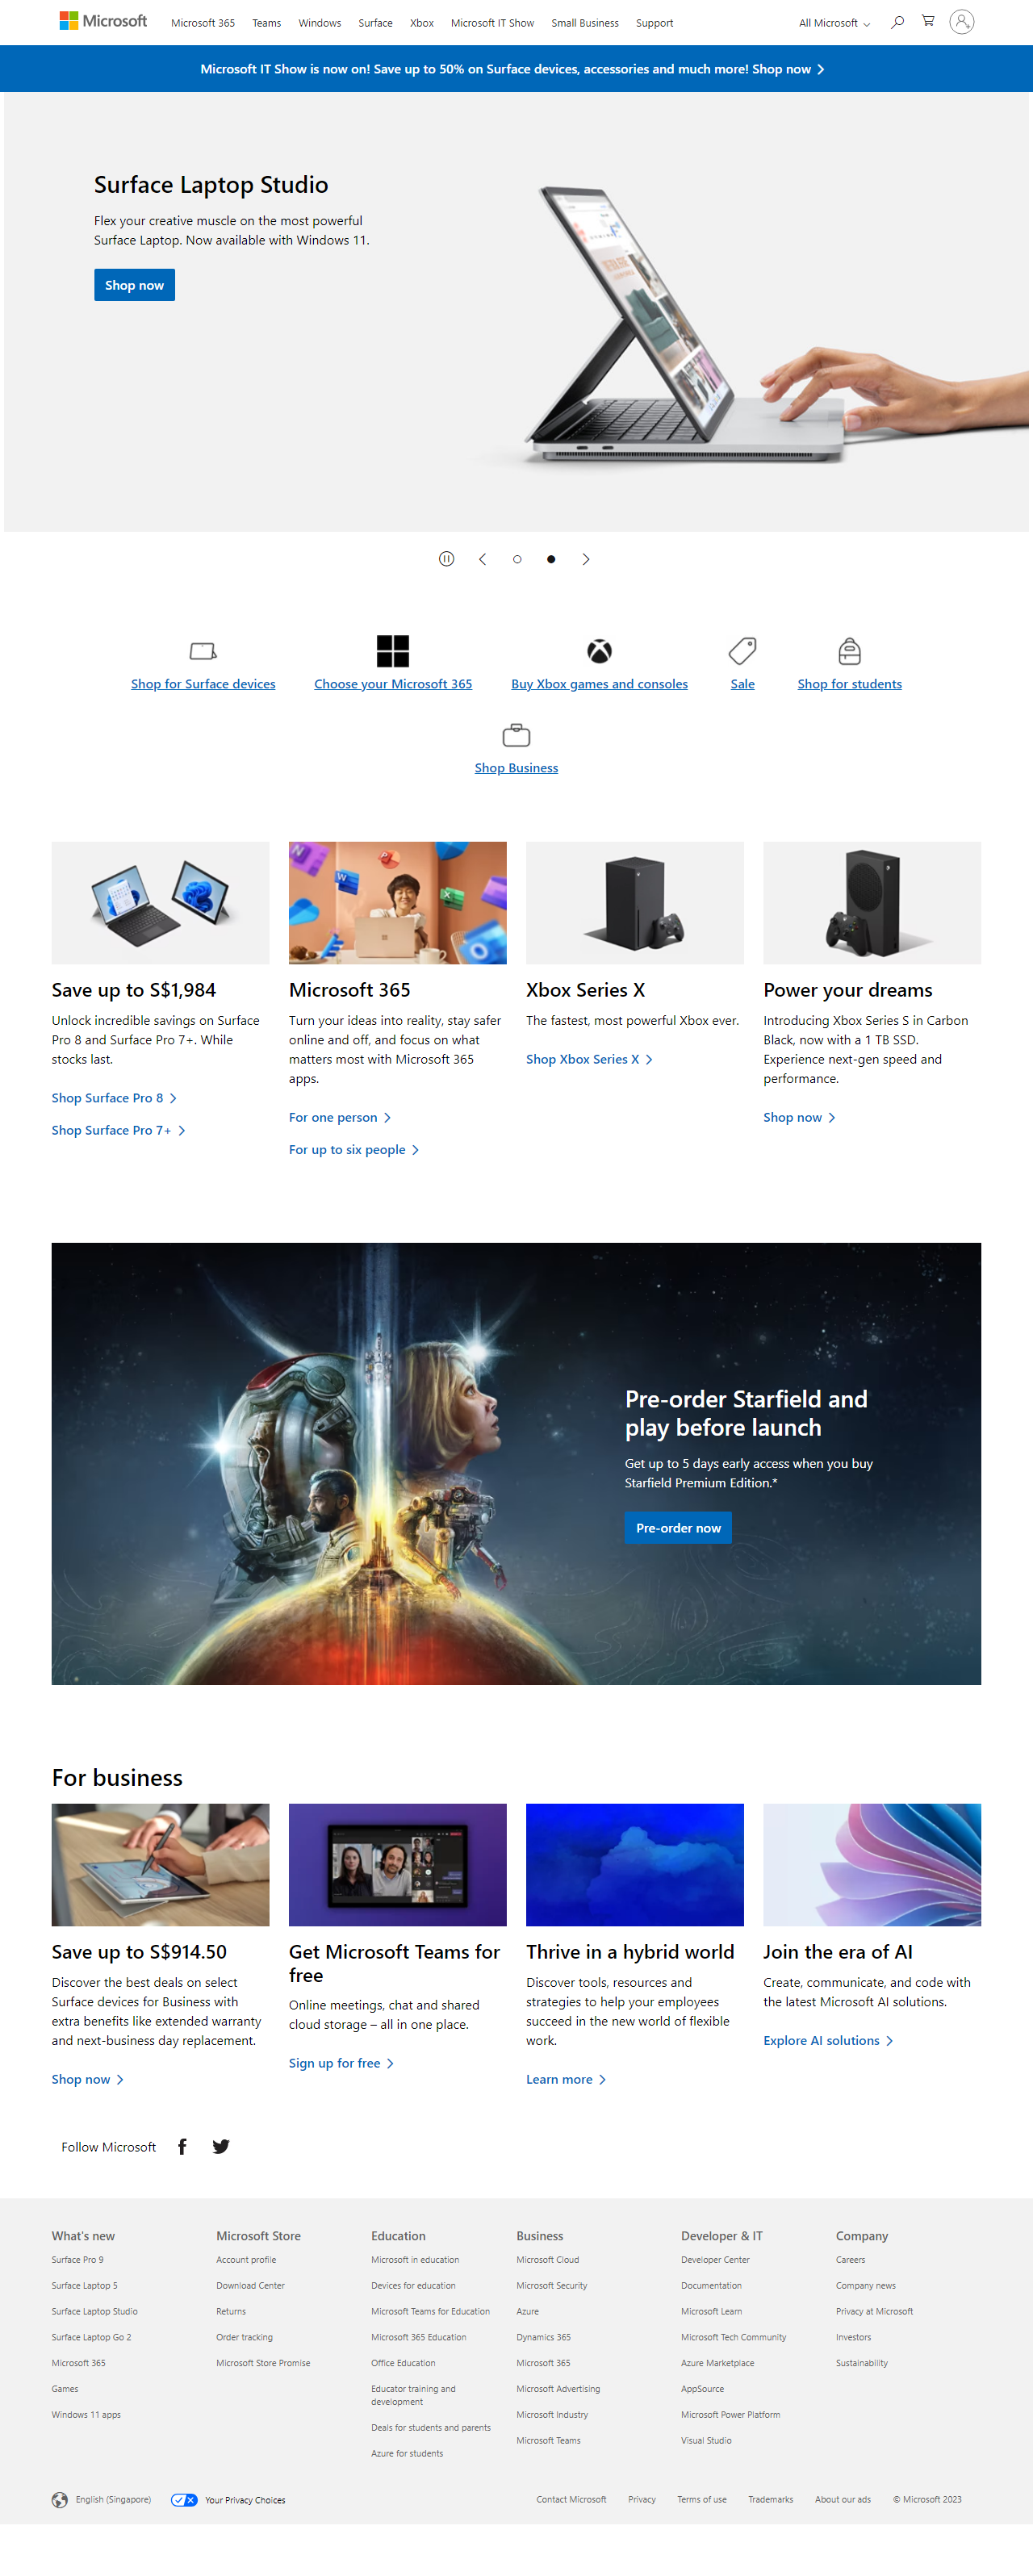 Microsoft
Microsoft 365
Teams
Windows
Surface
Xbox
Microsoft IT Show
Small Business
Support
All Microsoft
Microsoft IT Show is now on! Save up to 50% on Surface devices, accessories and much more! Shop now
Surface Laptop Studio
Flex your creative muscle on the most powerful
Surface Laptop. Now available with Windows 11.
Shop now
Shop for Surface devices
Choose your Microsoft 365
Buy Xbox games and consoles
Sale
Shop for students
Shop Business
Save up to S$1,984
Unlock incredible savings on Surface
Pro 8 and Surface Pro 7+. While
stocks last.
Shop Surface Pro 8
Shop Surface Pro 7+
Microsoft 365
Turn your ideas into reality, stay safer
online and off, and focus on what
matters most with Microsoft 365
apps.
For one person
For up to six people
Xbox Series X
The fastest, most powerful Xbox ever.
Shop Xbox Series X
Power your dreams
Introducing Xbox Series S in Carbon
Black, now with a 1 TB SSD.
Experience next-gen speed and
performance.
Shop now
Pre-order Starfield and
play before launch
Get up to 5 days early access when you buy
Starfield Premium Edition.*
Pre-order now
For business
Save up to S$914.50
Discover the best deals on select
Surface devices for Business with
extra benefits like extended warranty
and next-business day replacement.
Shop now
Get Microsoft Teams for
free
Online meetings, chat and shared
cloud storage – all in one place.
Sign up for free
Thrive in a hybrid world
Discover tools, resources and
strategies to help your employees
succeed in the new world of flexible
work.
Learn more
Join the era of AI
Create, communicate, and code with
the latest Microsoft AI solutions.
Explore AI solutions
Follow Microsoft
What's new
Surface Pro 9
Surface Laptop 5
Surface Laptop Studio
Surface Laptop Go 2
Microsoft 365
Games
Windows 11 apps
Microsoft Store
Account profile
Download Center
Returns
Order tracking
Microsoft Store Promise
Education
Microsoft in education
Devices for education
Microsoft Teams for Education
Microsoft 365 Education
Office Education
Educator training and
development
Deals for students and parents
Azure for students
Business
Microsoft Cloud
Microsoft Security
Azure
Dynamics 365
Microsoft 365
Microsoft Advertising
Microsoft Industry
Microsoft Teams
Developer & IT
Developer Center
Documentation
Microsoft Learn
Microsoft Tech Community
Azure Marketplace
AppSource
Microsoft Power Platform
Visual Studio
Company
Careers
Company news
Privacy at Microsoft
Investors
Sustainability
English (Singapore)
Your Privacy Choices
Contact Microsoft
Privacy
Terms of use
Trademarks
About our ads
© Microsoft 2023